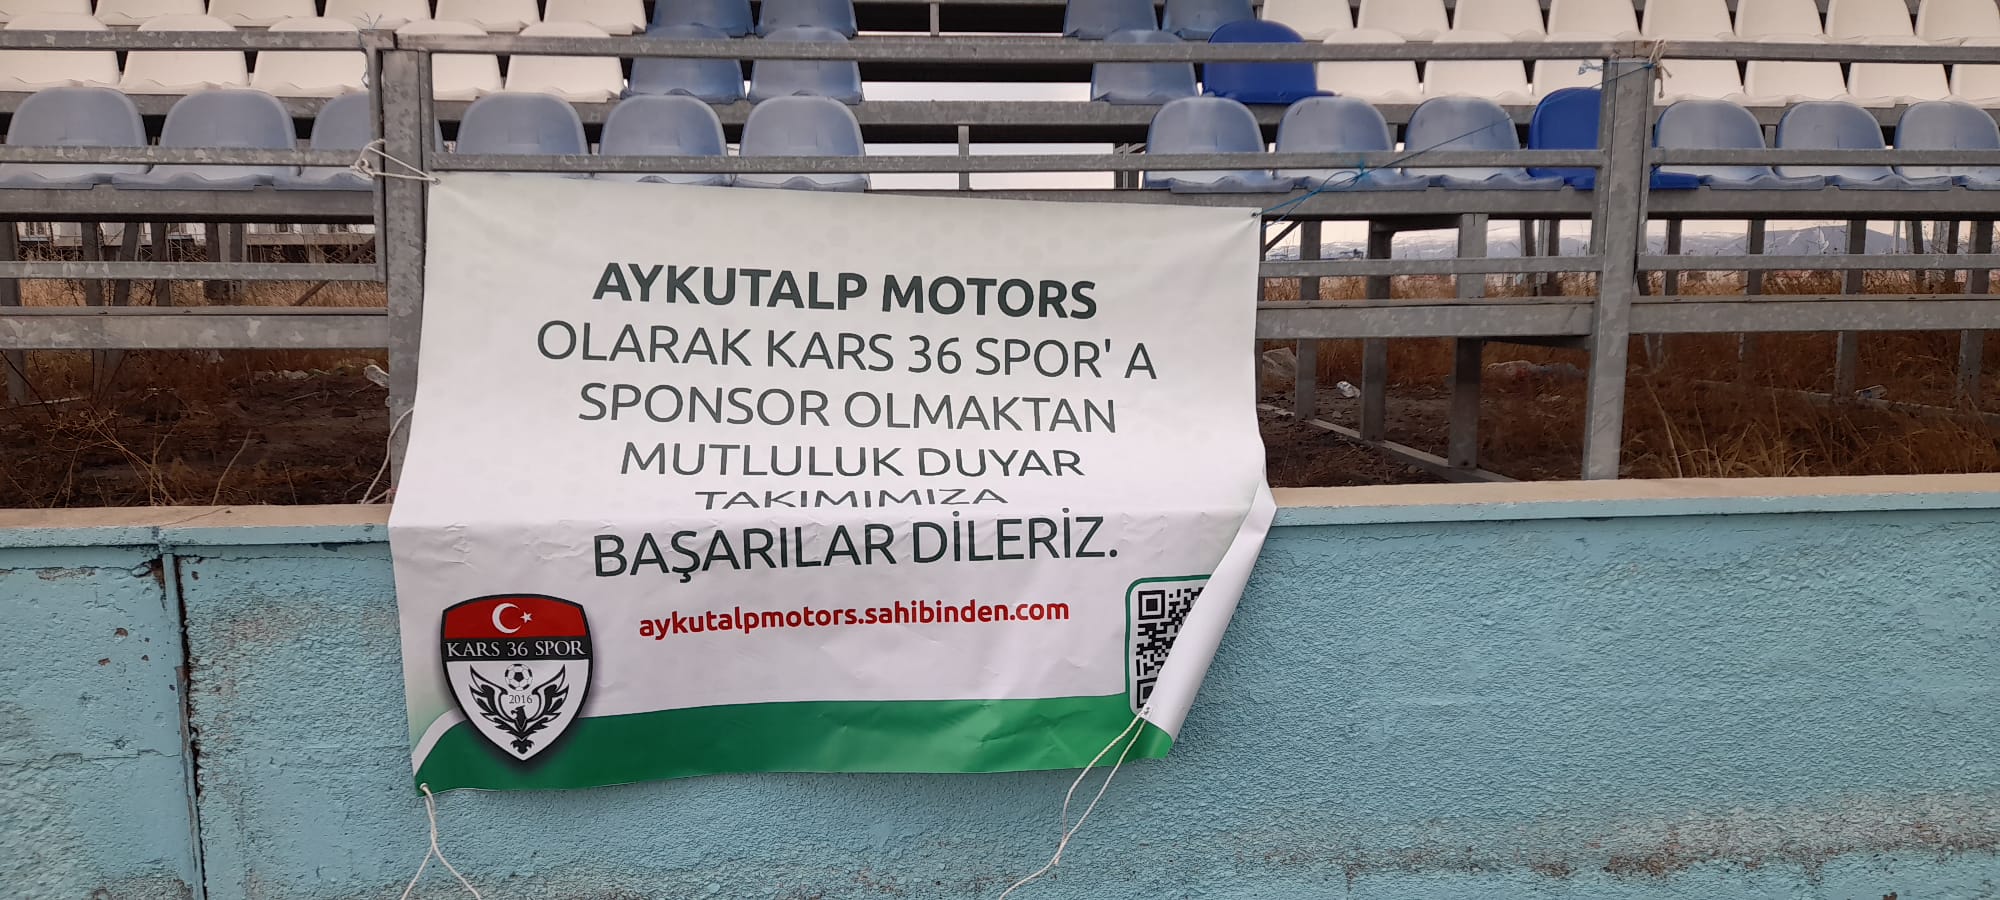 AYKUTALP MOTORS
OLARAK KARS 36 SPOR' A
SPONSOR OLMAKTAN
MUTLULUK DUYAR
TAKIMIMIZA
BAŞARILAR DİLERİZ.
aykutalpmotors.sahibinden.com
KARS 36 SPOR
2016